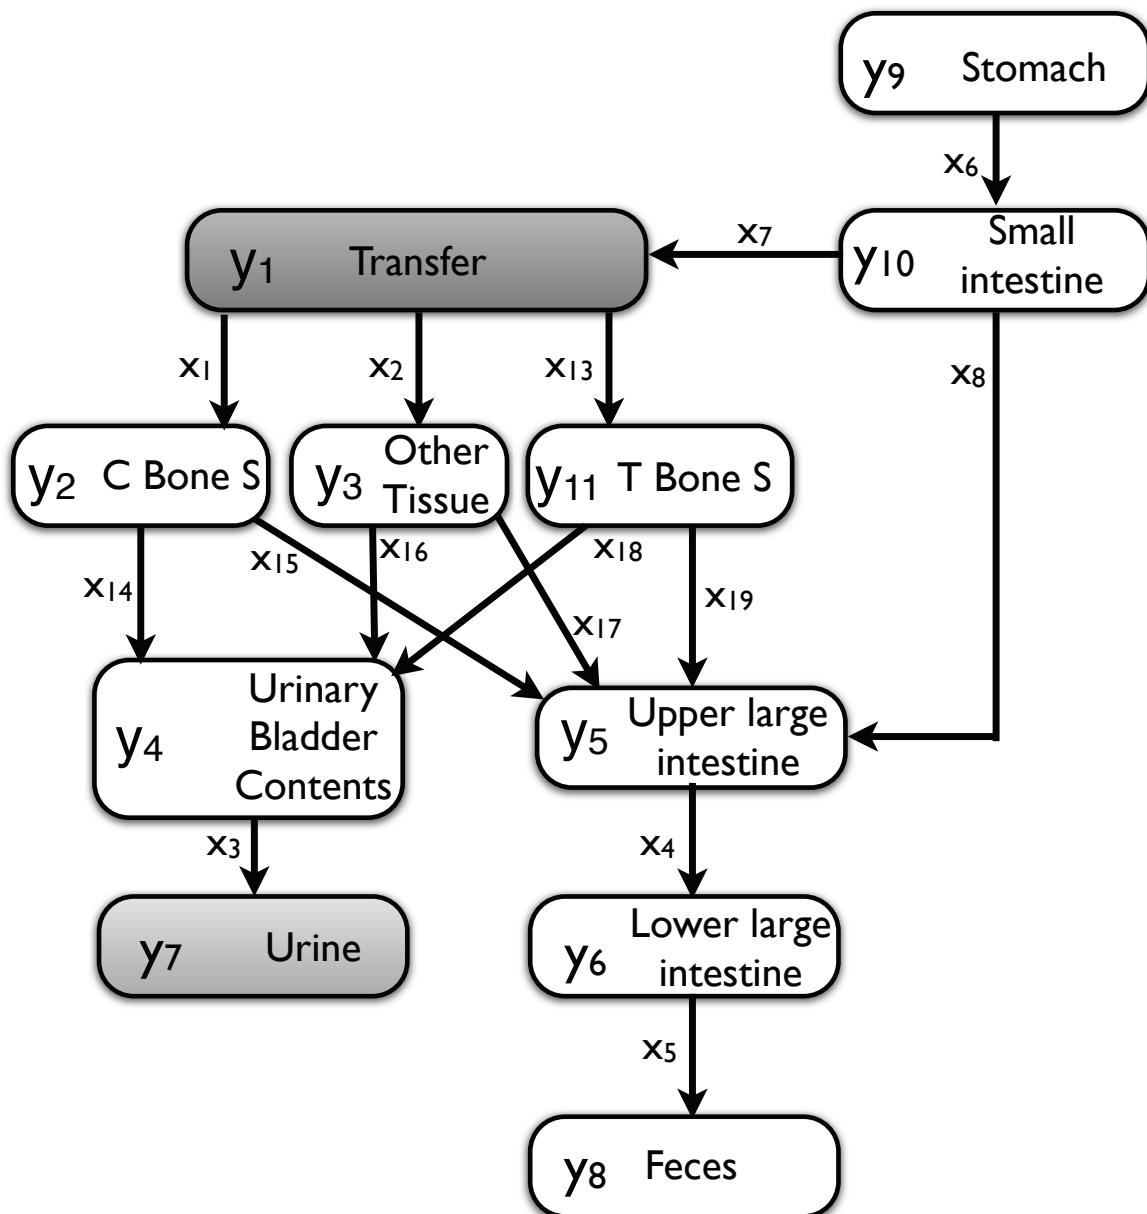 y9 Stomach
x6
y10 Small
intestine
x7
y1 Transfer
x1
x2
x13
x8
y2 C Bone S
y3 Other
Tissue
y11 T Bone S
x14
x15
x16
x18
x17
x19
y4 Urinary
Bladder
Contents
y5 Upper large
intestine
x3
x4
y7 Urine
y6 Lower large
intestine
x5
y8 Feces